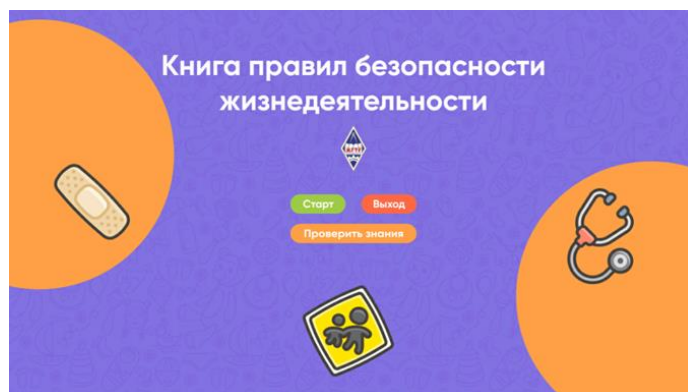 Книга правил безопасности
жизнедеятельности
Старт
Выход
Проверить знания